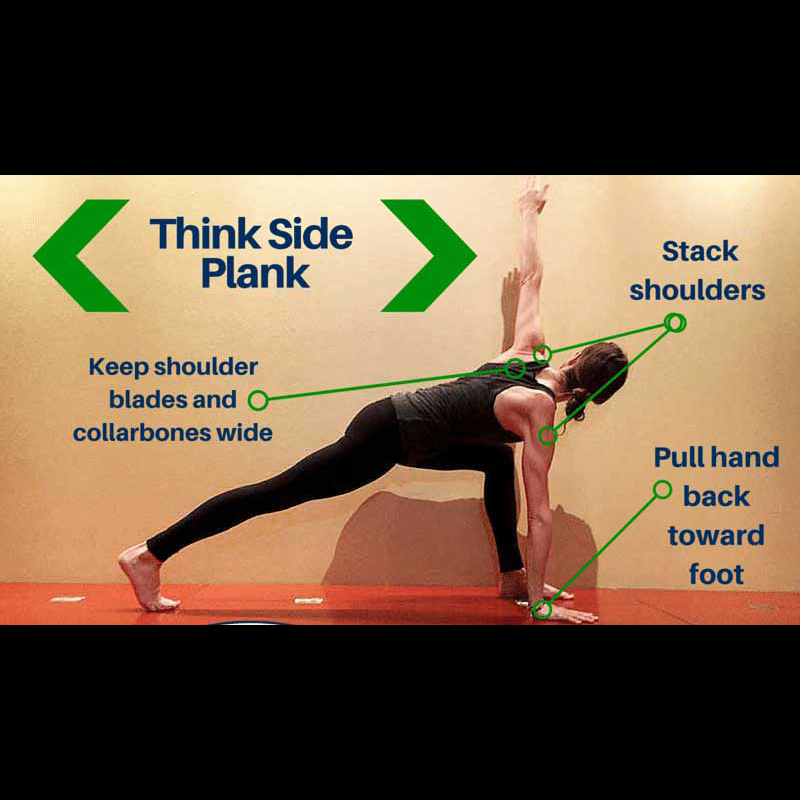 Think Side
Plank
Stack
shoulders
Keep shoulder
blades and
collarbones wide
Pull hand
back
toward
foot